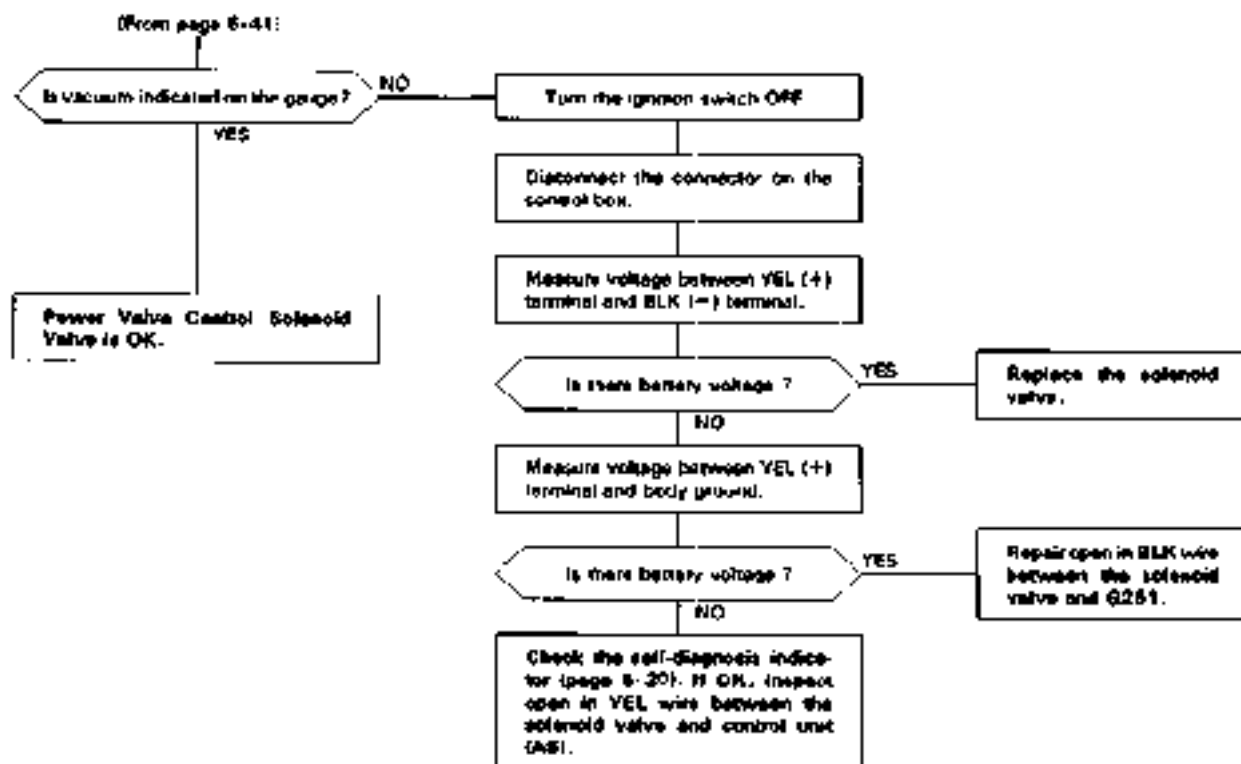 (From page 6-41)
Is vacuum indicated on the gauge?
NO
YES
Turn the ignition switch OFF
Disconnect the connector on the
control box.
Measure voltage between YEL (+)
terminal and BLK (−) terminal.
Power Valve Control Solenoid
Valve is OK.
Is there battery voltage ?
YES
NO
Replace the solenoid
valve.
Measure voltage between YEL (+)
terminal and body ground.
Is there battery voltage ?
YES
NO
Repair open in BLK wire
between the solenoid
valve and G251.
Check the self-diagnosis indica-
tor (page 6-20). If OK, inspect
open in YEL wire between the
solenoid valve and control unit